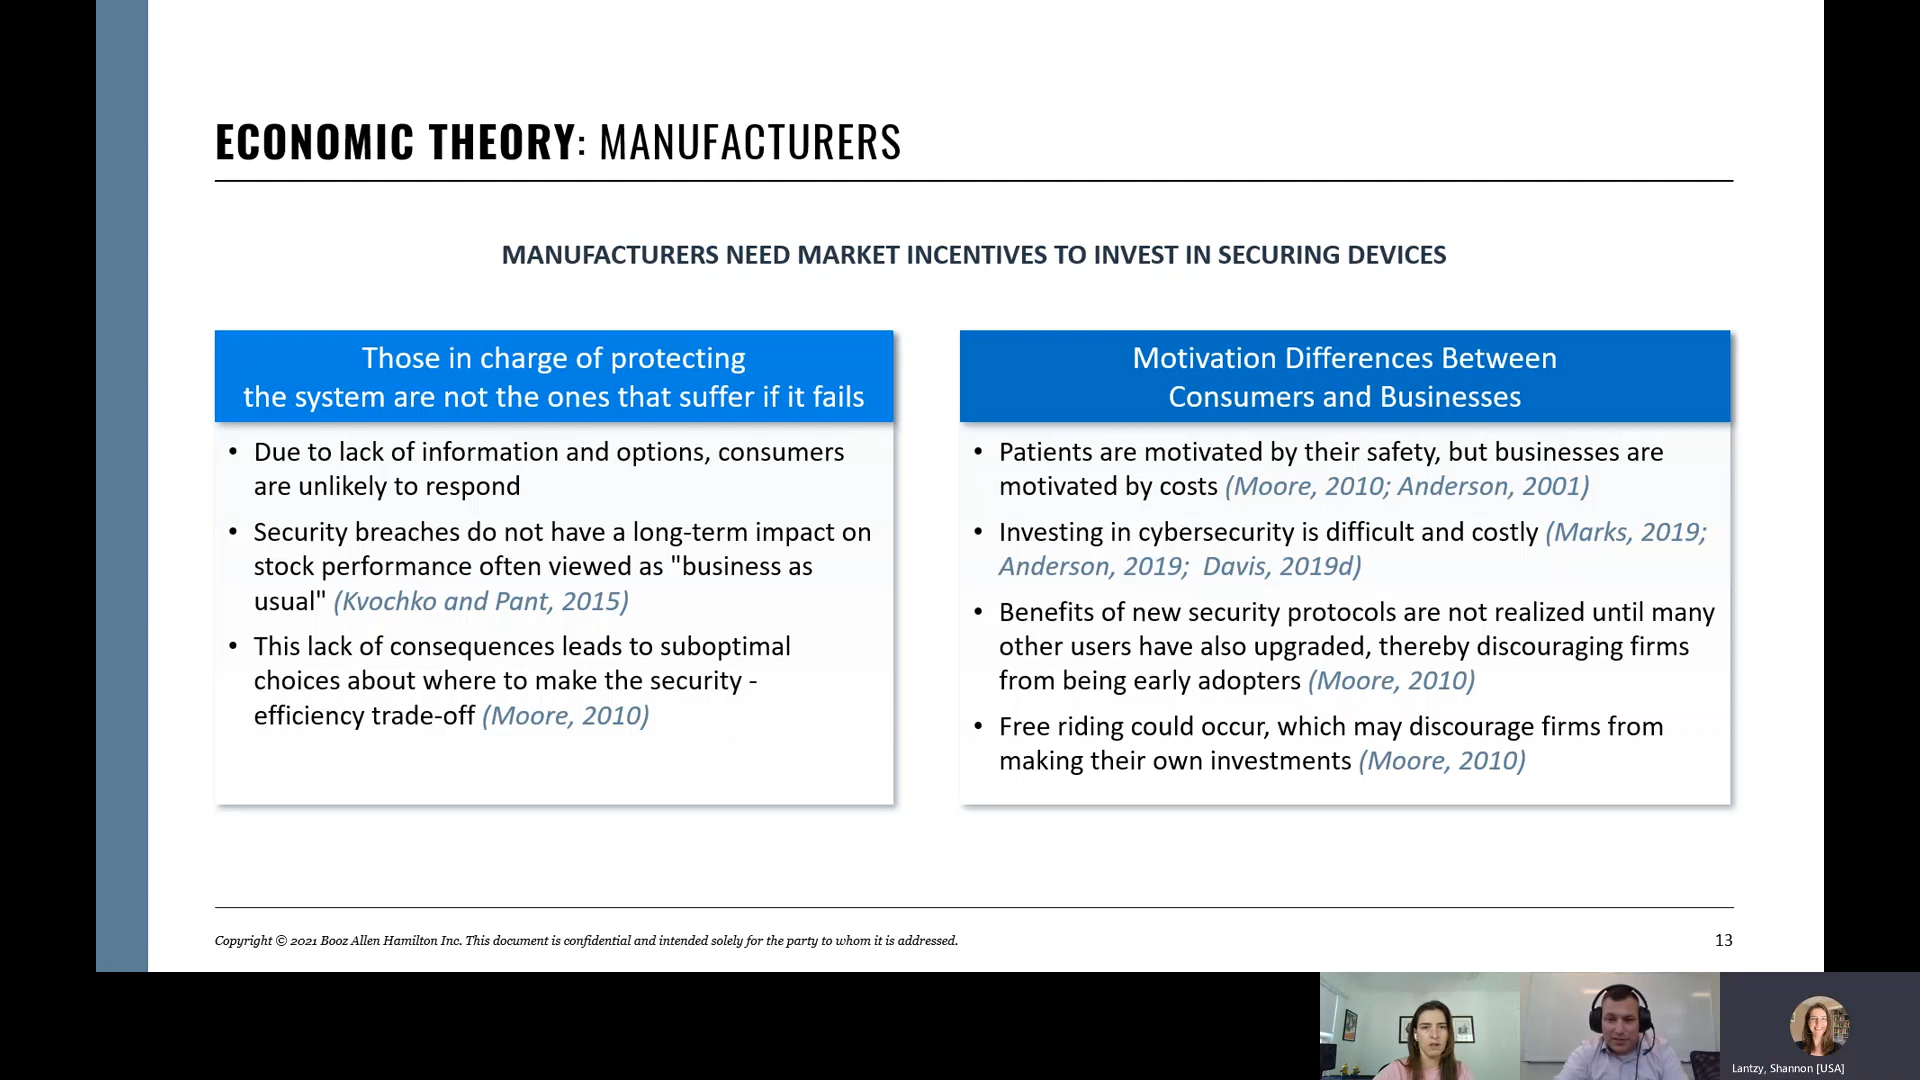 ECONOMIC THEORY: MANUFACTURERS
MANUFACTURERS NEED MARKET INCENTIVES TO INVEST IN SECURING DEVICES
Those in charge of protecting
the system are not the ones that suffer if it fails
• Due to lack of information and options, consumers
are unlikely to respond
• Security breaches do not have a long-term impact on
stock performance often viewed as "business as
usual" (Kvochko and Pant, 2015)
• This lack of consequences leads to suboptimal
choices about where to make the security -
efficiency trade-off (Moore, 2010)
Motivation Differences Between
Consumers and Businesses
• Patients are motivated by their safety, but businesses are
motivated by costs (Moore, 2010; Anderson, 2001)
• Investing in cybersecurity is difficult and costly (Marks, 2019;
Anderson, 2019; Davis, 2019d)
• Benefits of new security protocols are not realized until many
other users have also upgraded, thereby discouraging firms
from being early adopters (Moore, 2010)
• Free riding could occur, which may discourage firms from
making their own investments (Moore, 2010)
Copyright © 2021 Booz Allen Hamilton Inc. This document is confidential and intended solely for the party to whom it is addressed.
13
Lantzy, Shannon [USA]